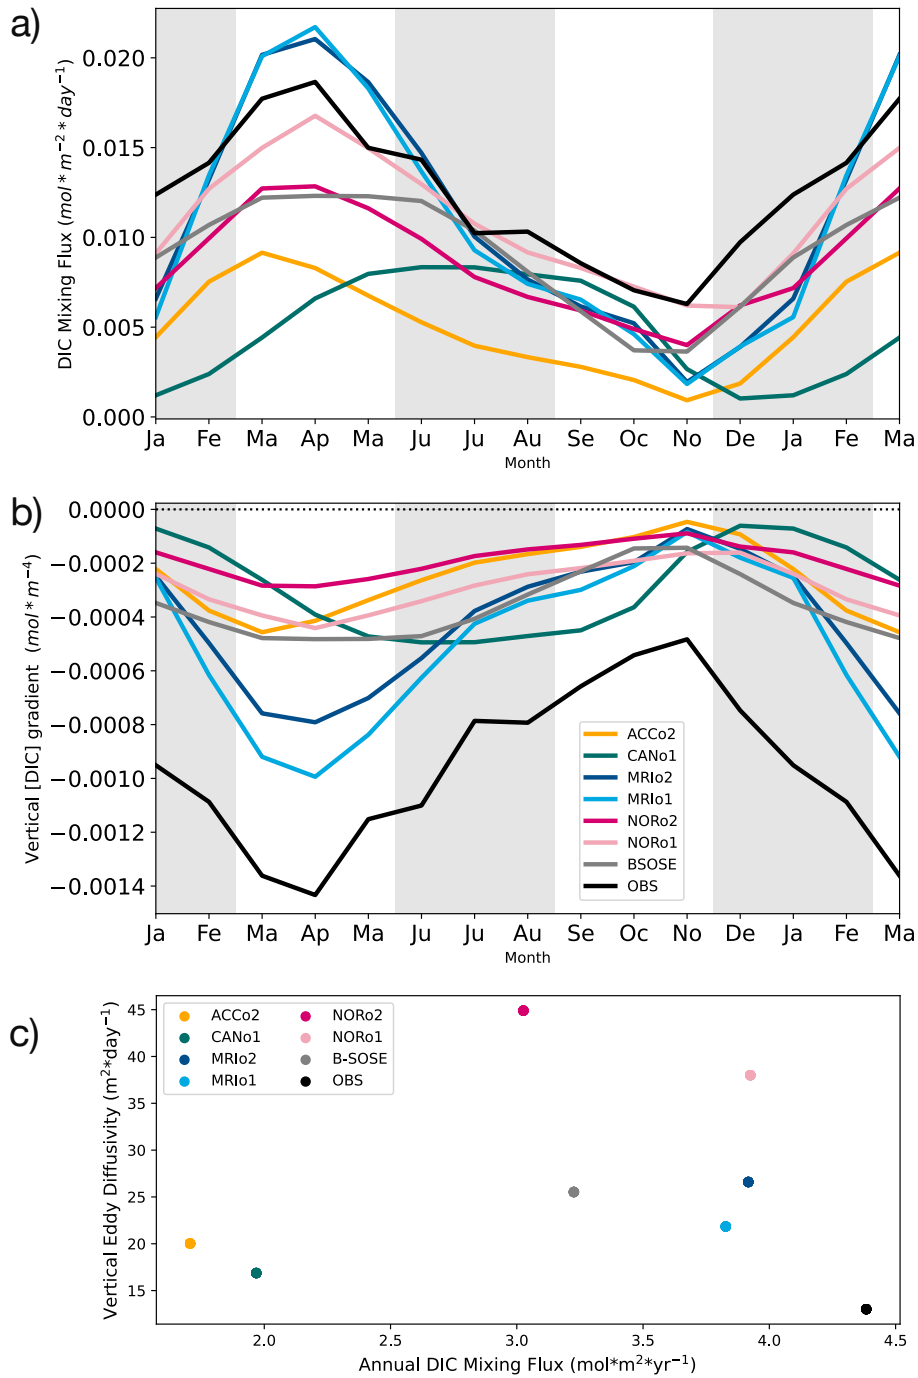 a)
DIC Mixing Flux (mol * m⁻² * day⁻¹)
0.020
0.015
0.010
0.005
0.000
Ja Fe Ma Ap Ma Ju Ju Au Se Oc No De Ja Fe Ma
Month
b)
Vertical [DIC] gradient (mol * m⁻⁴)
0.0000
−0.0002
−0.0004
−0.0006
−0.0008
−0.0010
−0.0012
−0.0014
ACCo2
CANo1
MRIo2
MRIo1
NORo2
NORo1
BSOSE
OBS
Ja Fe Ma Ap Ma Ju Ju Au Se Oc No De Ja Fe Ma
Month
c)
Vertical Eddy Diffusivity (m²*day⁻¹)
45
40
35
30
25
20
15
ACCo2 NORo2
CANo1 NORo1
MRIo2 B-SOSE
MRIo1 OBS
2.0 2.5 3.0 3.5 4.0 4.5
Annual DIC Mixing Flux (mol*m²*yr⁻¹)